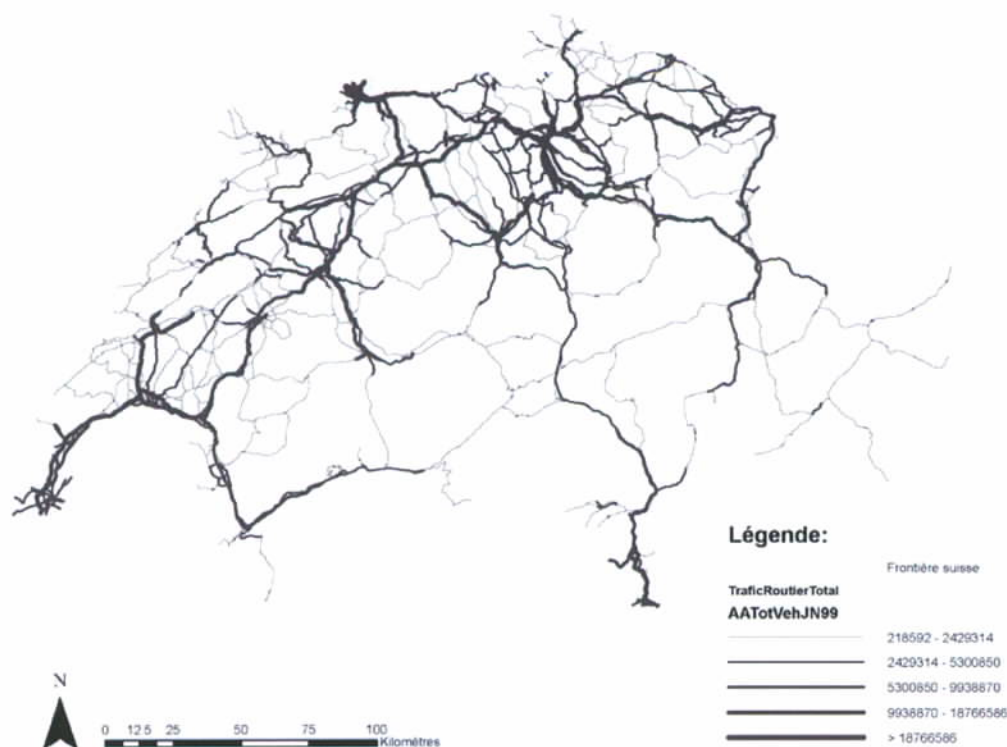 Légende:
Frontière suisse
TraficRoutierTotal
AATotVehJN99
218592 - 2429314
2429314 - 5300850
5300850 - 9938870
9938870 - 18766586
> 18766586
N
0 12.5 25 50 75 100
Kilomètres